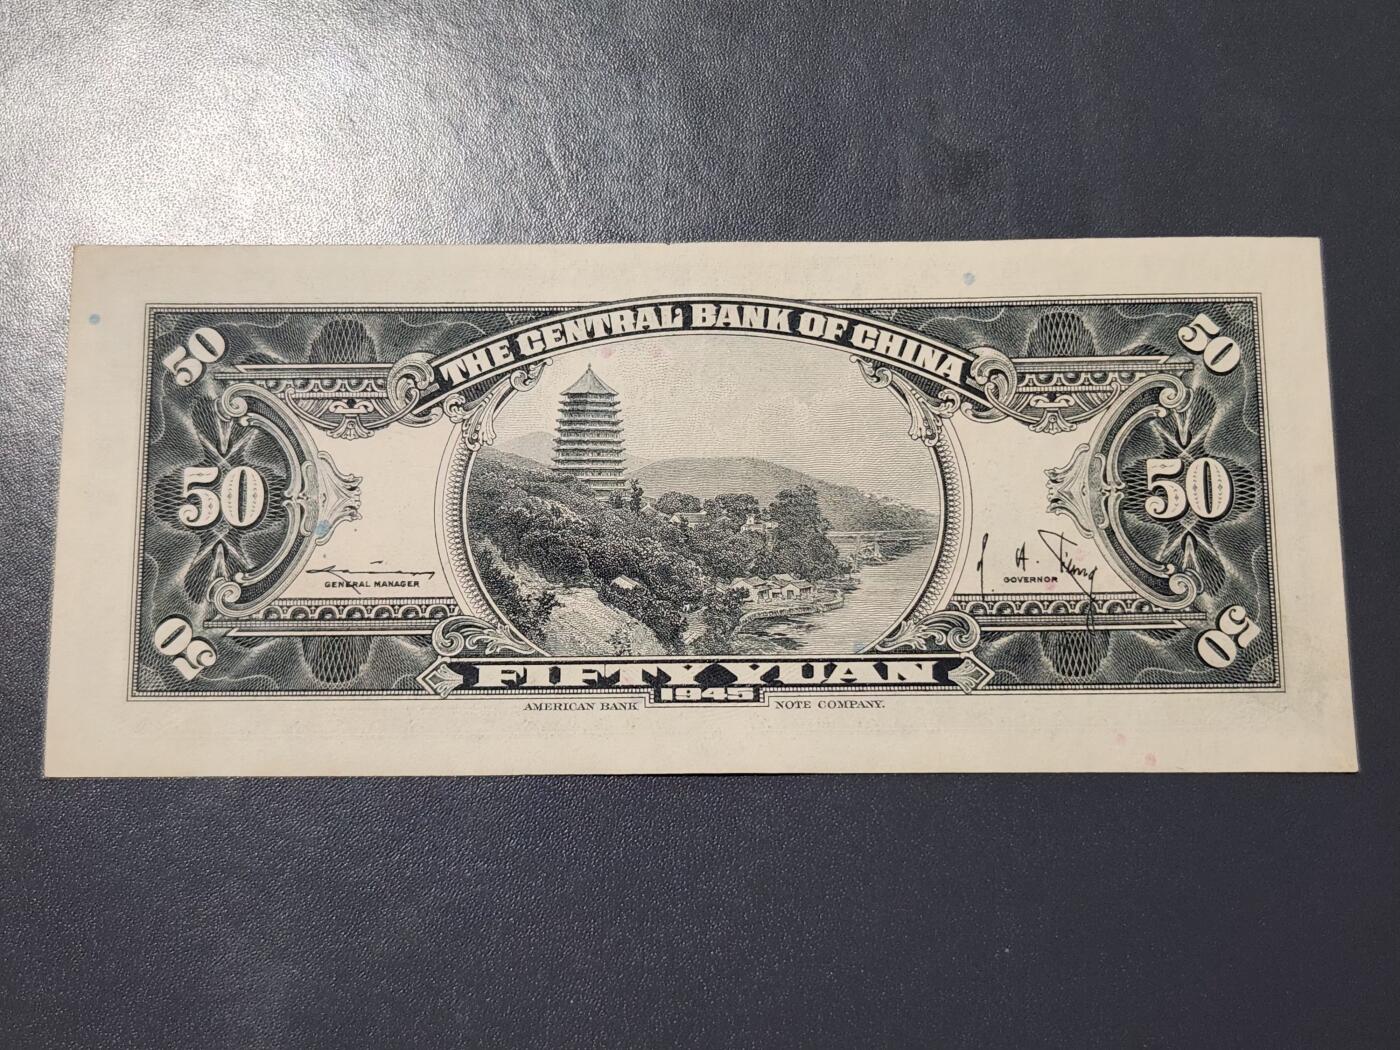 THE CENTRAL BANK OF CHINA
50
50
50
50
GENERAL MANAGER
GOVERNOR
50
50
FIFTY YUAN
1945
AMERICAN BANK NOTE COMPANY.